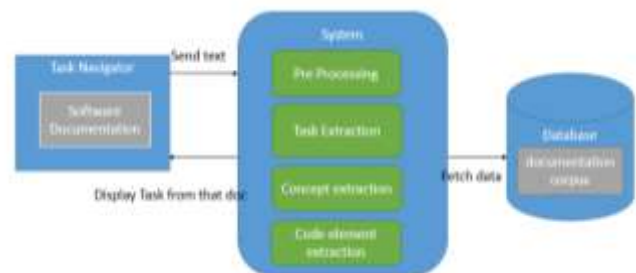 Task Navigator
Software
Documentation
Send text
Display Task from that doc
System
Pre Processing
Task Extraction
Concept extraction
Code element
extraction
Fetch data
Database
documentation
corpus